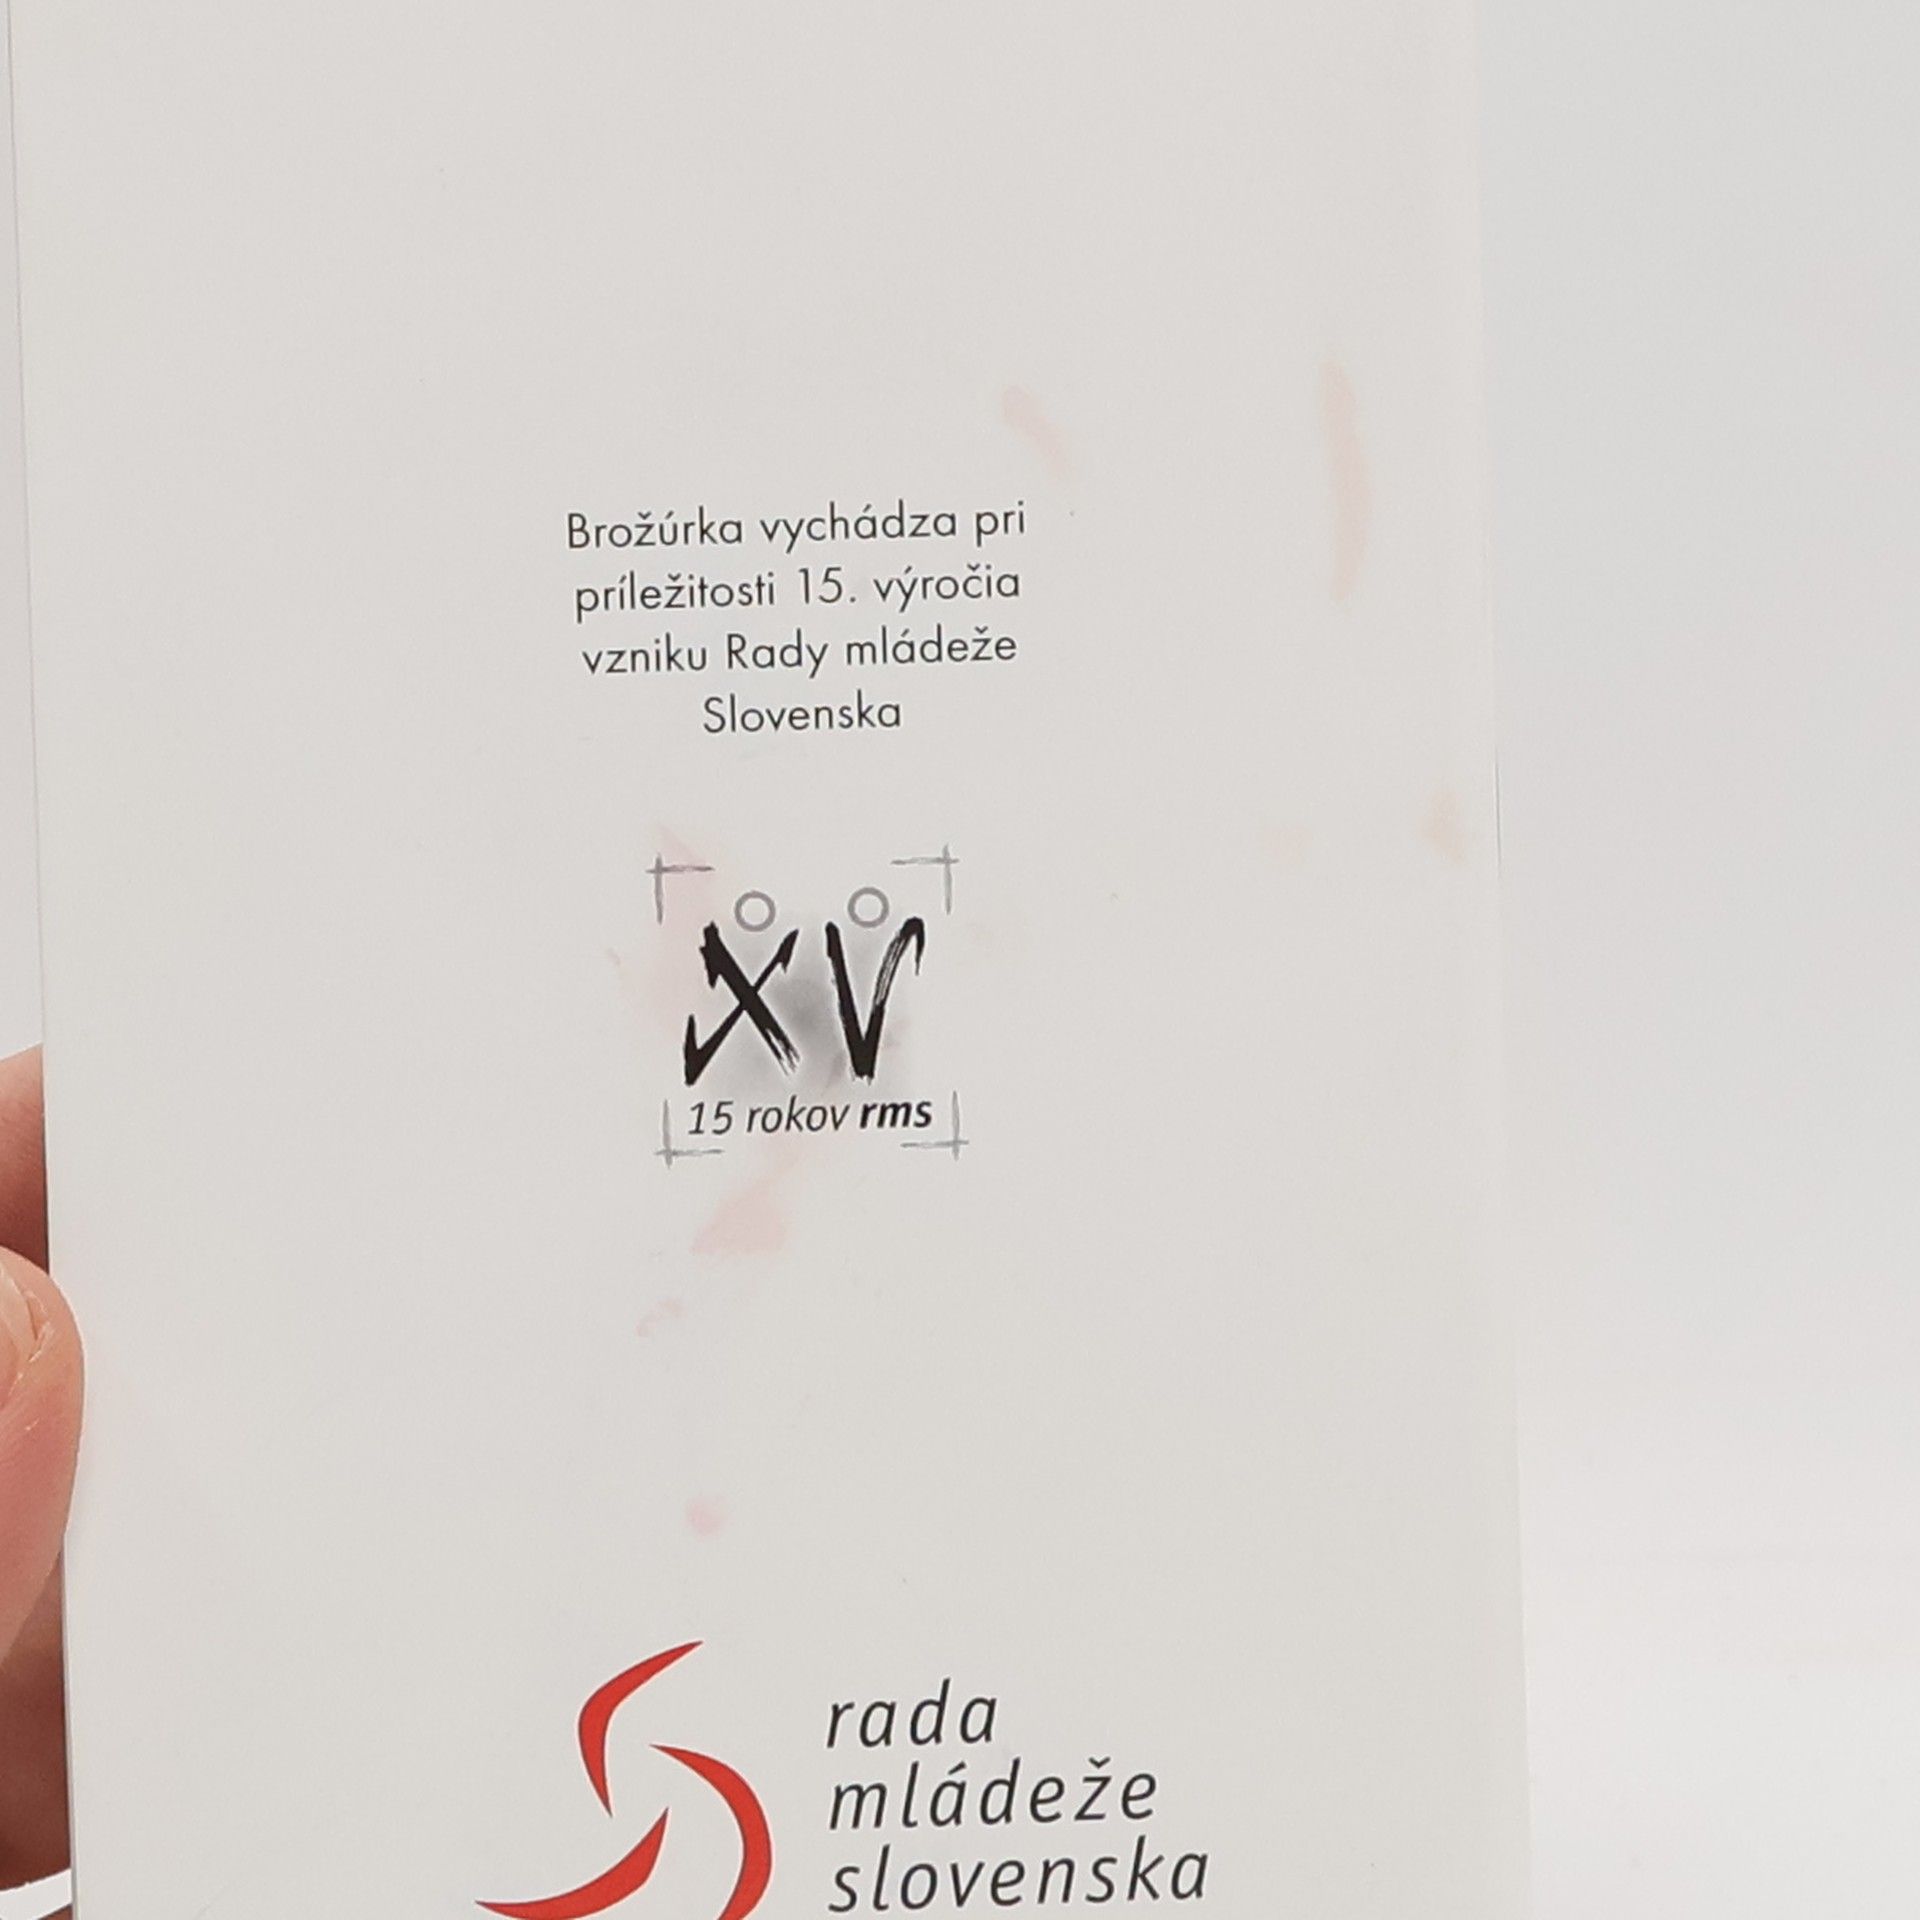 Brožúrka vychádza pri
príležitosti 15. výročia
vzniku Rady mládeže
Slovenska
XV
15 rokov rms
rada
mládeže
slovenska